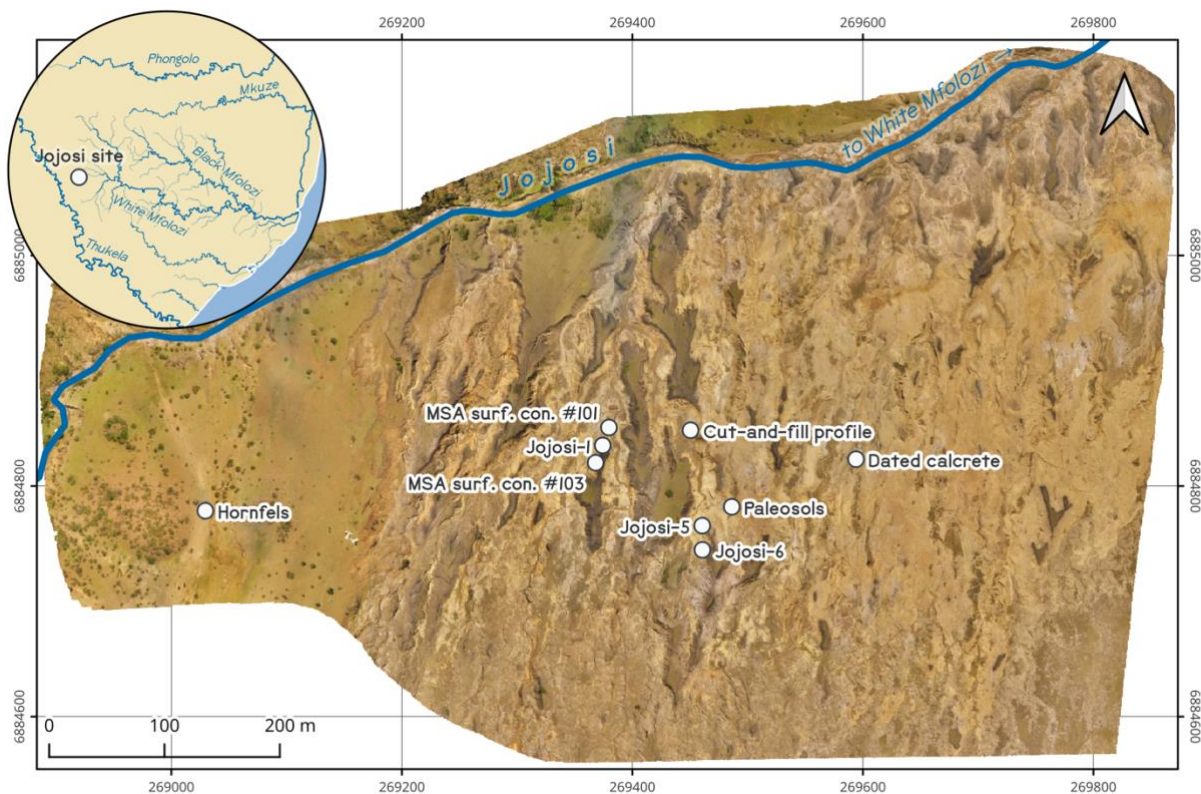 269200
269400
269600
269800
Phongolo
Mkuze
Jojosi site
Black Mfolozi
White Mfolozi
Thukela
Jojosi
to White Mfolozi →
6885000
6885000
MSA surf. con. #101
Jojosi-1
MSA surf. con. #103
Cut-and-fill profile
Dated calcrete
Hornfels
Paleosols
Jojosi-5
Jojosi-6
6884800
6884800
6884600
6884600
0 100 200 m
269000
269200
269400
269600
269800